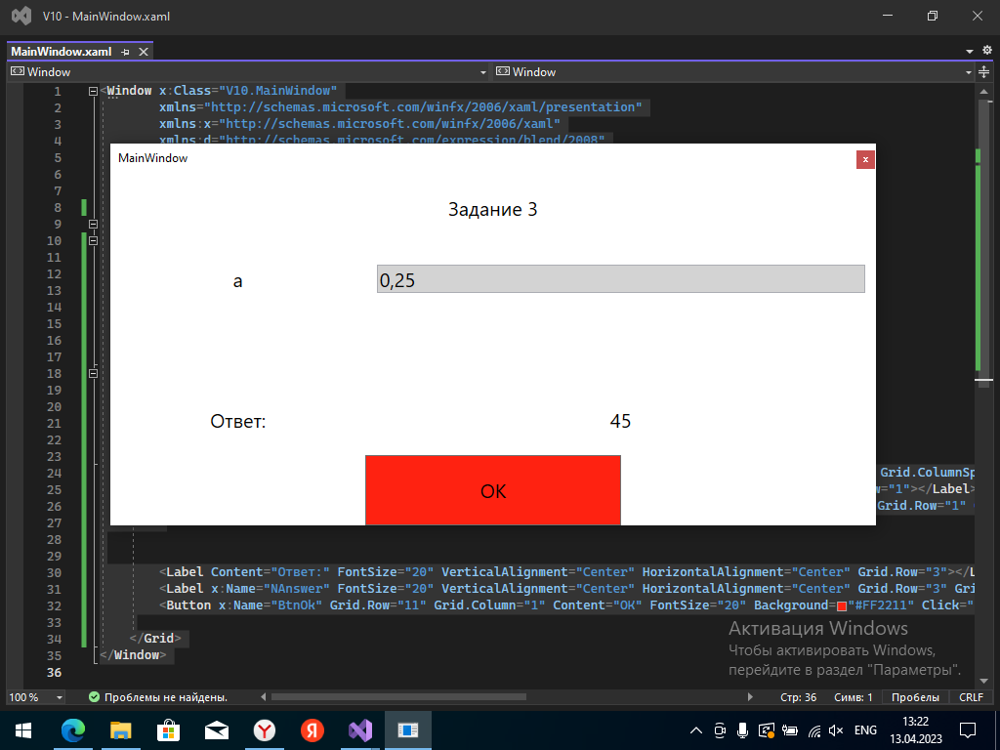 V10 - MainWindow.xaml
MainWindow.xaml
Window
Window
1 <Window x:Class="V10.MainWindow"
2 xmlns="http://schemas.microsoft.com/winfx/2006/xaml/presentation"
3 xmlns:x="http://schemas.microsoft.com/winfx/2006/xaml"
4 xmlns:d="http://schemas.microsoft.com/expression/blend/2008"
5
6
7
8
9
10
11
12
13
14
15
16
17
18
19
20
21
22
23
MainWindow
x
Задание 3
a
0,25
Ответ:
45
OK
24 Grid.ColumnSp
25 ="1"></Label>
26 Grid.Row="1"
27
28
29
30 <Label Content="Ответ:" FontSize="20" VerticalAlignment="Center" HorizontalAlignment="Center" Grid.Row="3"></L
31 <Label x:Name="NAnswer" FontSize="20" VerticalAlignment="Center" HorizontalAlignment="Center" Grid.Row="3" Gri
32 <Button x:Name="BtnOk" Grid.Row="11" Grid.Column="1" Content="OK" FontSize="20" Background="#FF2211" Click="
33
34 </Grid>
35 </Window>
36
Активация Windows
Чтобы активировать Windows,
перейдите в раздел "Параметры".
100 %
Проблемы не найдены.
Стр: 36
Симв: 1
Пробелы
CRLF
ENG
13:22
13.04.2023